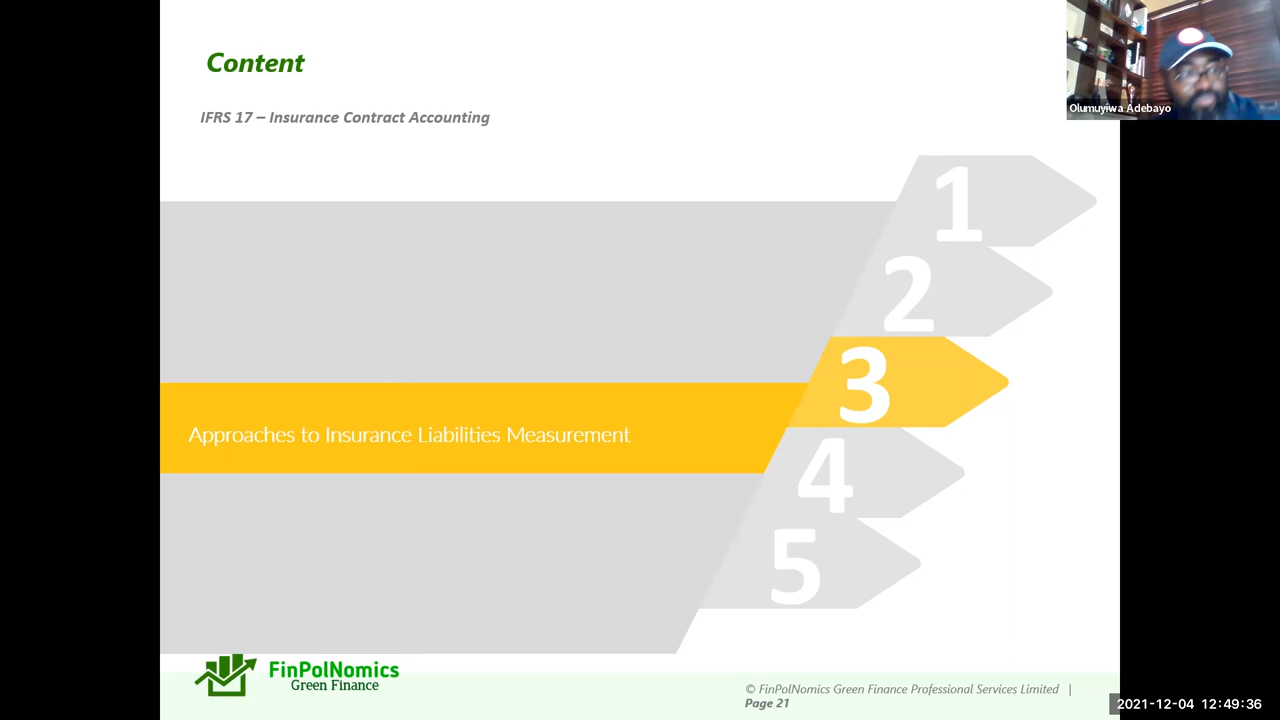 Content
IFRS 17 – Insurance Contract Accounting
Olumuyiwa Adebayo
1
2
3
Approaches to Insurance Liabilities Measurement
4
5
FinPolNomics
Green Finance
© FinPolNomics Green Finance Professional Services Limited |
Page 21
2021-12-04 12:49:36